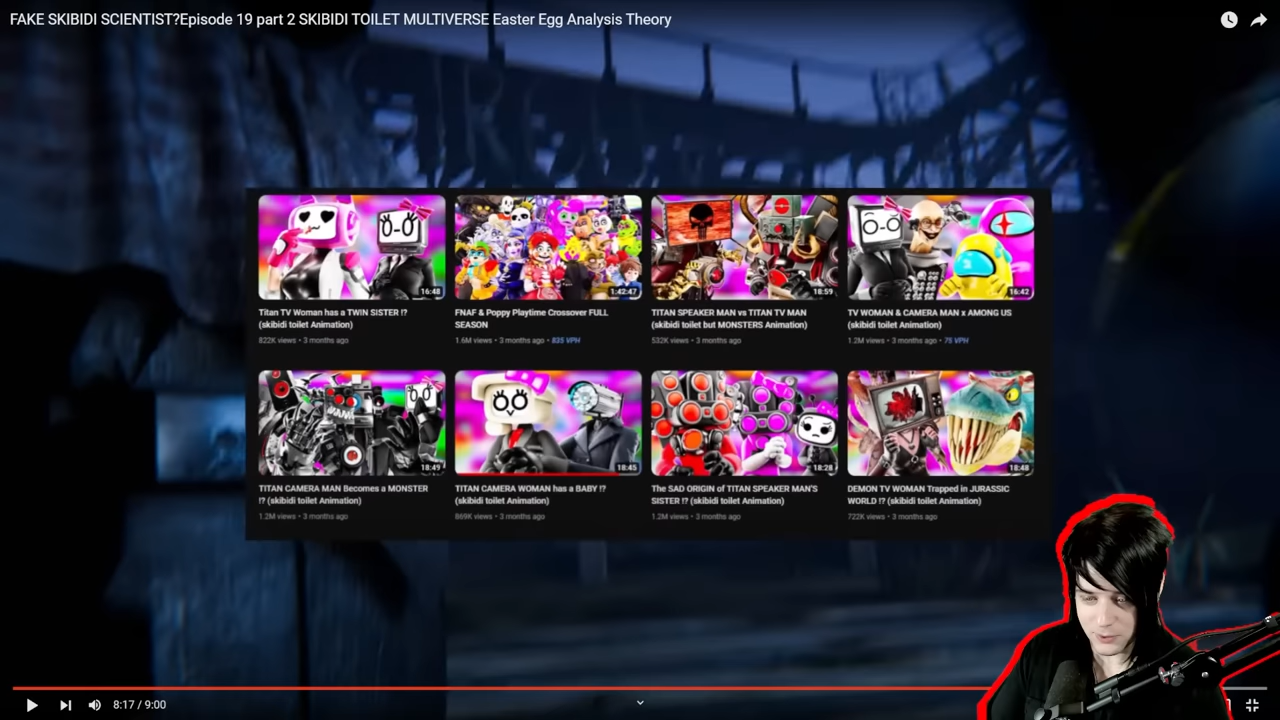 FAKE SKIBIDI SCIENTIST?Episode 19 part 2 SKIBIDI TOILET MULTIVERSE Easter Egg Analysis Theory
16:48
1:42:47
18:59
16:42
Titan TV Woman has a TWIN SISTER !?
(skibidi toilet Animation)
822K views • 3 months ago
FNAF & Poppy Playtime Crossover FULL
SEASON
1.6M views • 3 months ago • 835 VPH
TITAN SPEAKER MAN vs TITAN TV MAN
(skibidi toilet but MONSTERS Animation)
532K views • 3 months ago
TV WOMAN & CAMERA MAN x AMONG US
(skibidi toilet Animation)
1.2M views • 3 months ago • 75 VPH
18:49
18:45
18:28
18:48
TITAN CAMERA MAN Becomes a MONSTER
!? (skibidi toilet Animation)
1.2M views • 3 months ago
TITAN CAMERA WOMAN has a BABY !?
(skibidi toilet Animation)
869K views • 3 months ago
The SAD ORIGIN of TITAN SPEAKER MAN'S
SISTER !? (skibidi toilet Animation)
1.2M views • 3 months ago
DEMON TV WOMAN Trapped in JURASSIC
WORLD !? (skibidi toilet Animation)
722K views • 3 months ago
8:17 / 9:00